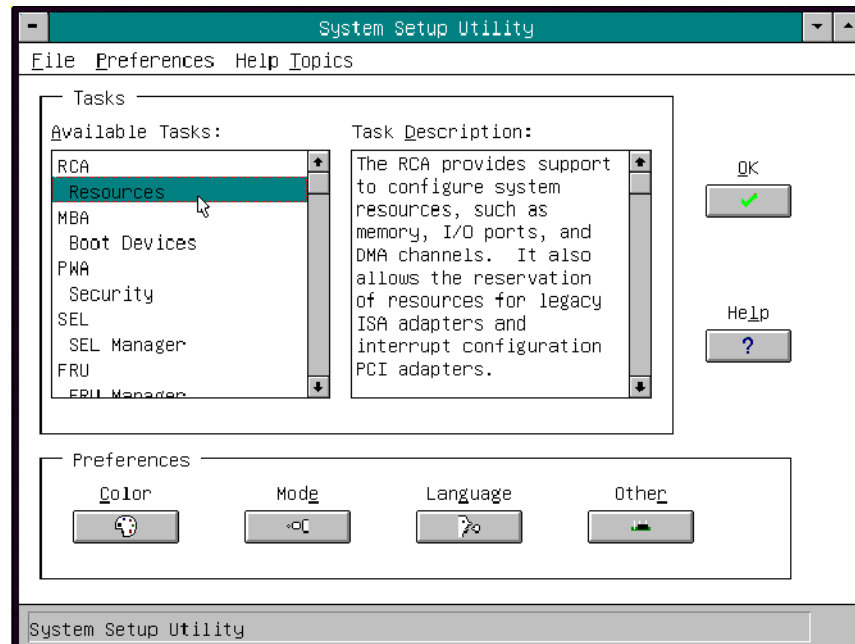 System Setup Utility
File Preferences Help Topics
Tasks
Available Tasks:
RCA
Resources
MBA
Boot Devices
PWA
Security
SEL
SEL Manager
FRU
FRU Manager
Task Description:
The RCA provides support
to configure system
resources, such as
memory, I/O ports, and
DMA channels. It also
allows the reservation
of resources for legacy
ISA adapters and
interrupt configuration
PCI adapters.
OK
Help
?
Preferences
Color Mode Language Other
System Setup Utility